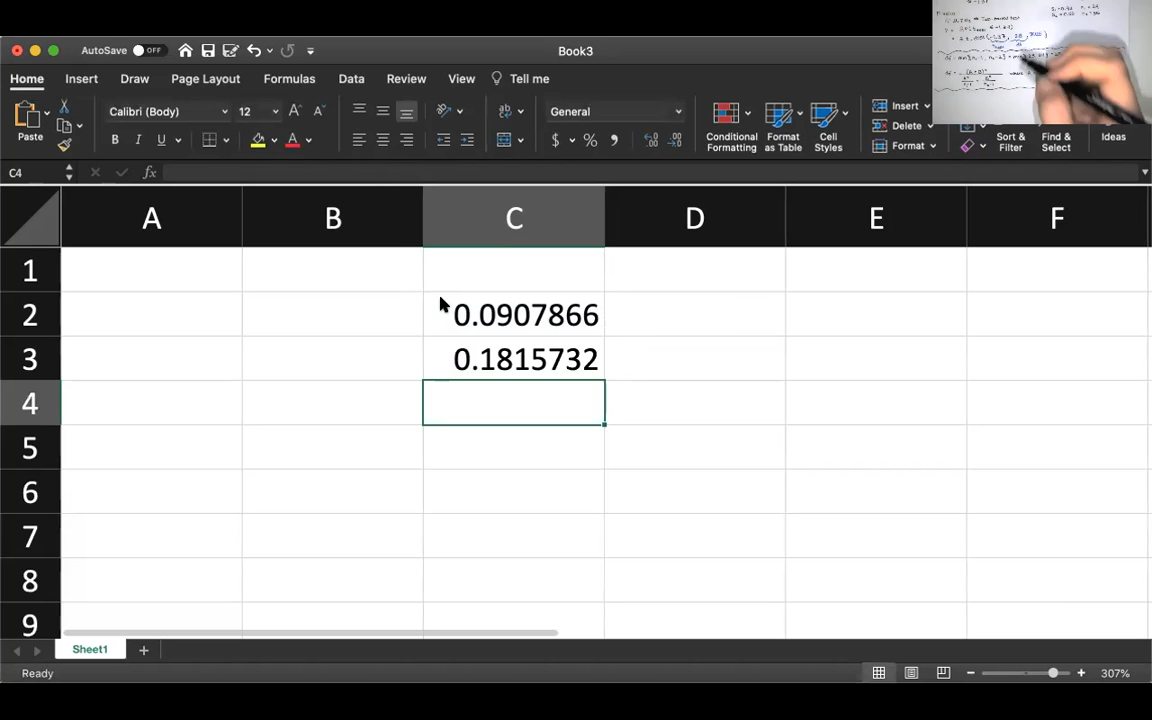 AutoSave OFF Book3
Home Insert Draw Page Layout Formulas Data Review View Tell me
Paste Calibri (Body) 12 A A General Conditional Formatting Format as Table Cell Styles Insert Delete Format Sort & Filter Find & Select Ideas
B I U A $ %
C4 fx
A B C D E F
1
2 0.0907866
3 0.1815732
4
5
6
7
8
9
Sheet1 +
Ready 307%